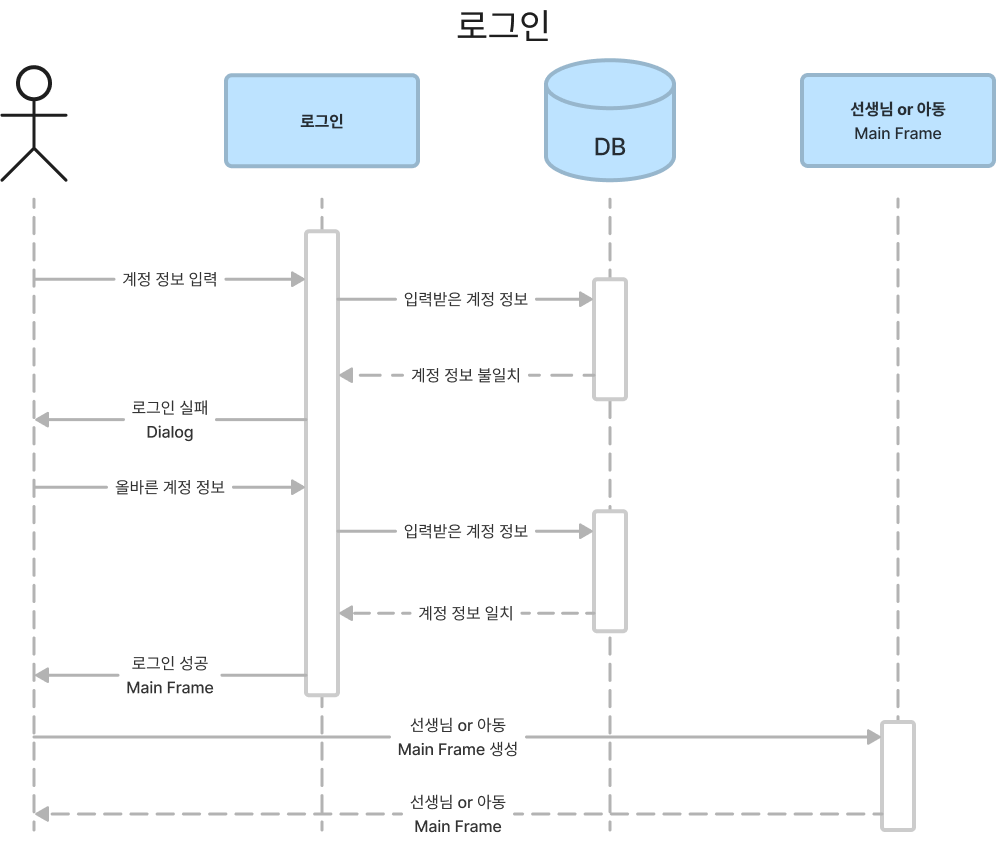 로그인
로그인
DB
선생님 or 아동
Main Frame
계정 정보 입력
입력받은 계정 정보
계정 정보 불일치
로그인 실패
Dialog
올바른 계정 정보
입력받은 계정 정보
계정 정보 일치
로그인 성공
Main Frame
선생님 or 아동
Main Frame 생성
선생님 or 아동
Main Frame